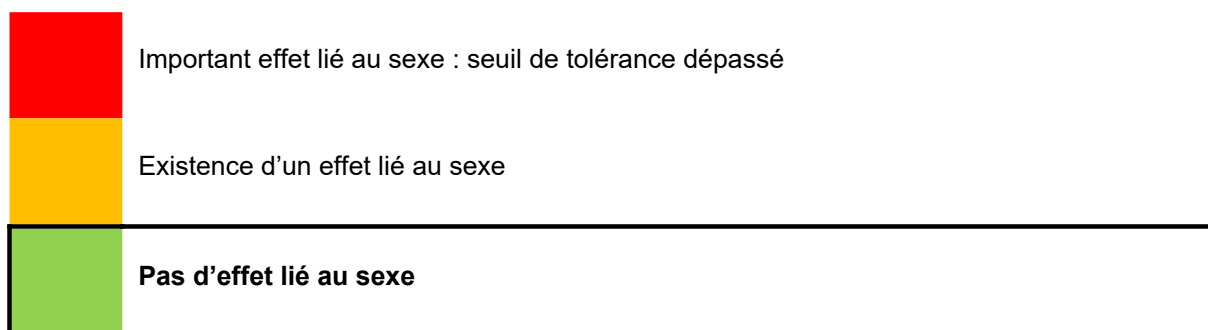 Important effet lié au sexe : seuil de tolérance dépassé
Existence d’un effet lié au sexe
Pas d’effet lié au sexe